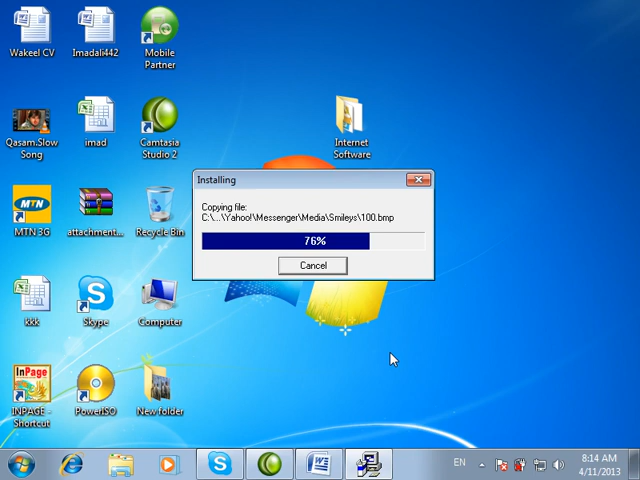 Wakeel CV
Imadali442
Mobile
Partner
Qasam.Slow
Song
imad
Camtasia
Studio 2
Internet
Software
MTN
MTN 3G
attachment...
Recycle Bin
Installing
Copying file:
C:\...\Yahoo!\Messenger\Media\Smileys\100.bmp
76%
Cancel
kkk
Skype
Computer
InPage
INPAGE -
Shortcut
PowerISO
New folder
EN
8:14 AM
4/11/2013